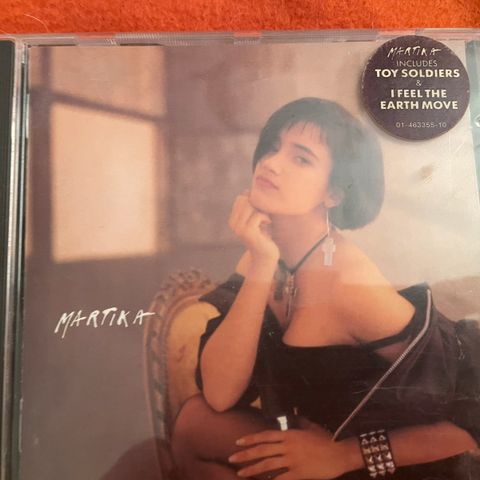 MARTIKA
INCLUDES
TOY SOLDIERS
&
I FEEL THE
EARTH MOVE
01-463355-10
MARTIKA